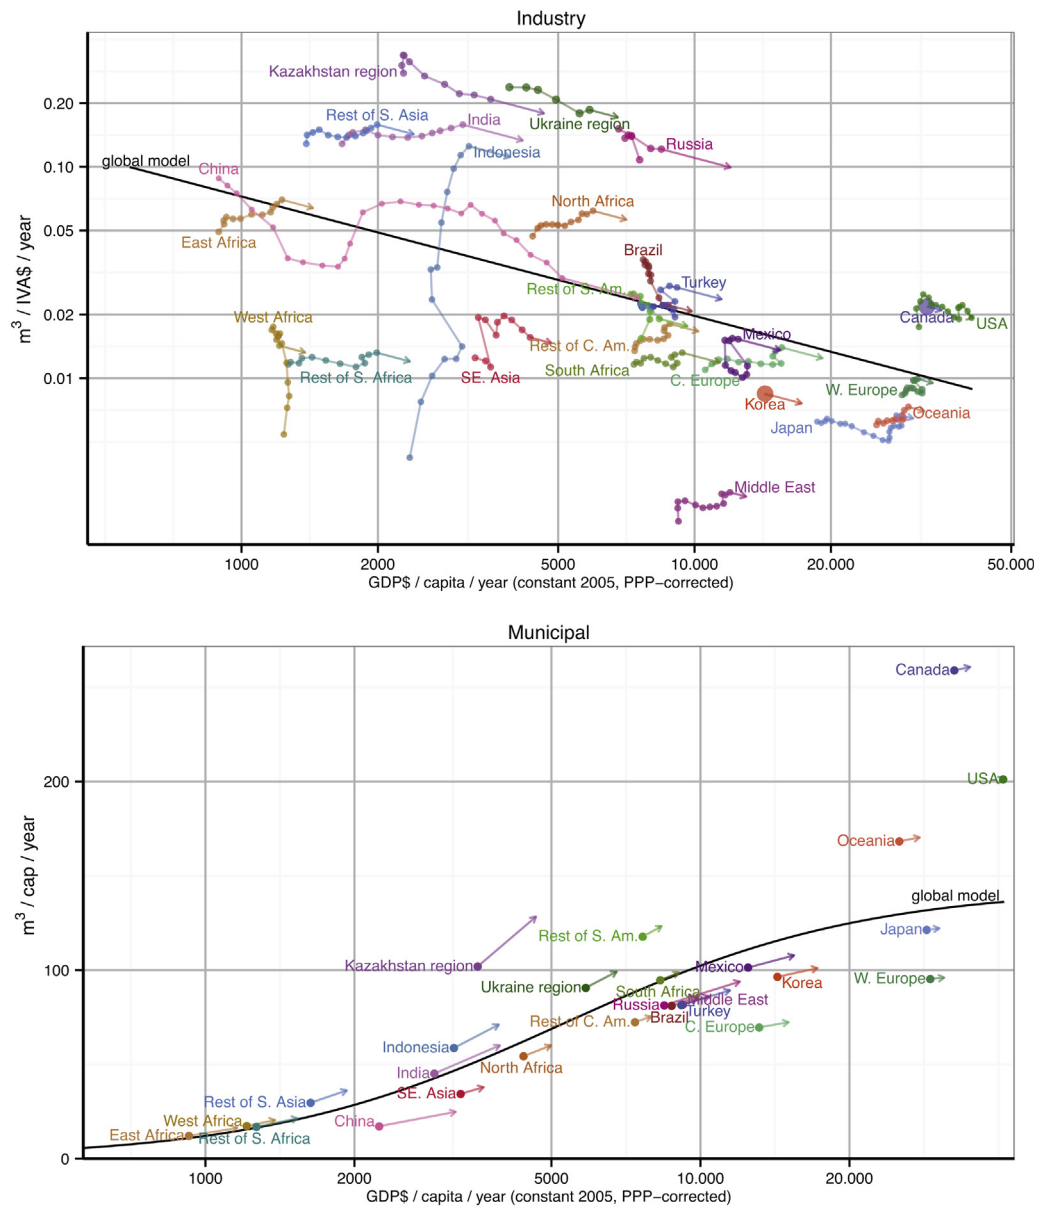 Industry
Kazakhstan region
0.20
Rest of S. Asia
India
Ukraine region
Russia
Indonesia
global model
0.10
China
North Africa
m3 / IVA$ / year
0.05
East Africa
Brazil
Rest of S. Am.
Turkey
0.02
West Africa
Canada
USA
Mexico
Rest of C. Am.
South Africa
0.01
Rest of S. Africa
SE. Asia
C. Europe
W. Europe
Korea
Oceania
Japan
Middle East
1000
2000
5000
10.000
20.000
50.000
GDP$ / capita / year (constant 2005, PPP−corrected)
Municipal
Canada
200
USA
Oceania
m3 / cap / year
global model
Rest of S. Am.
Japan
Kazakhstan region
Mexico
100
W. Europe
Ukraine region
South Africa
Korea
Russia
Middle East
Brazil
Turkey
Rest of C. Am.
C. Europe
Indonesia
North Africa
India
SE. Asia
Rest of S. Asia
West Africa
China
East Africa
Rest of S. Africa
0
1000
2000
5000
10.000
20.000
GDP$ / capita / year (constant 2005, PPP−corrected)